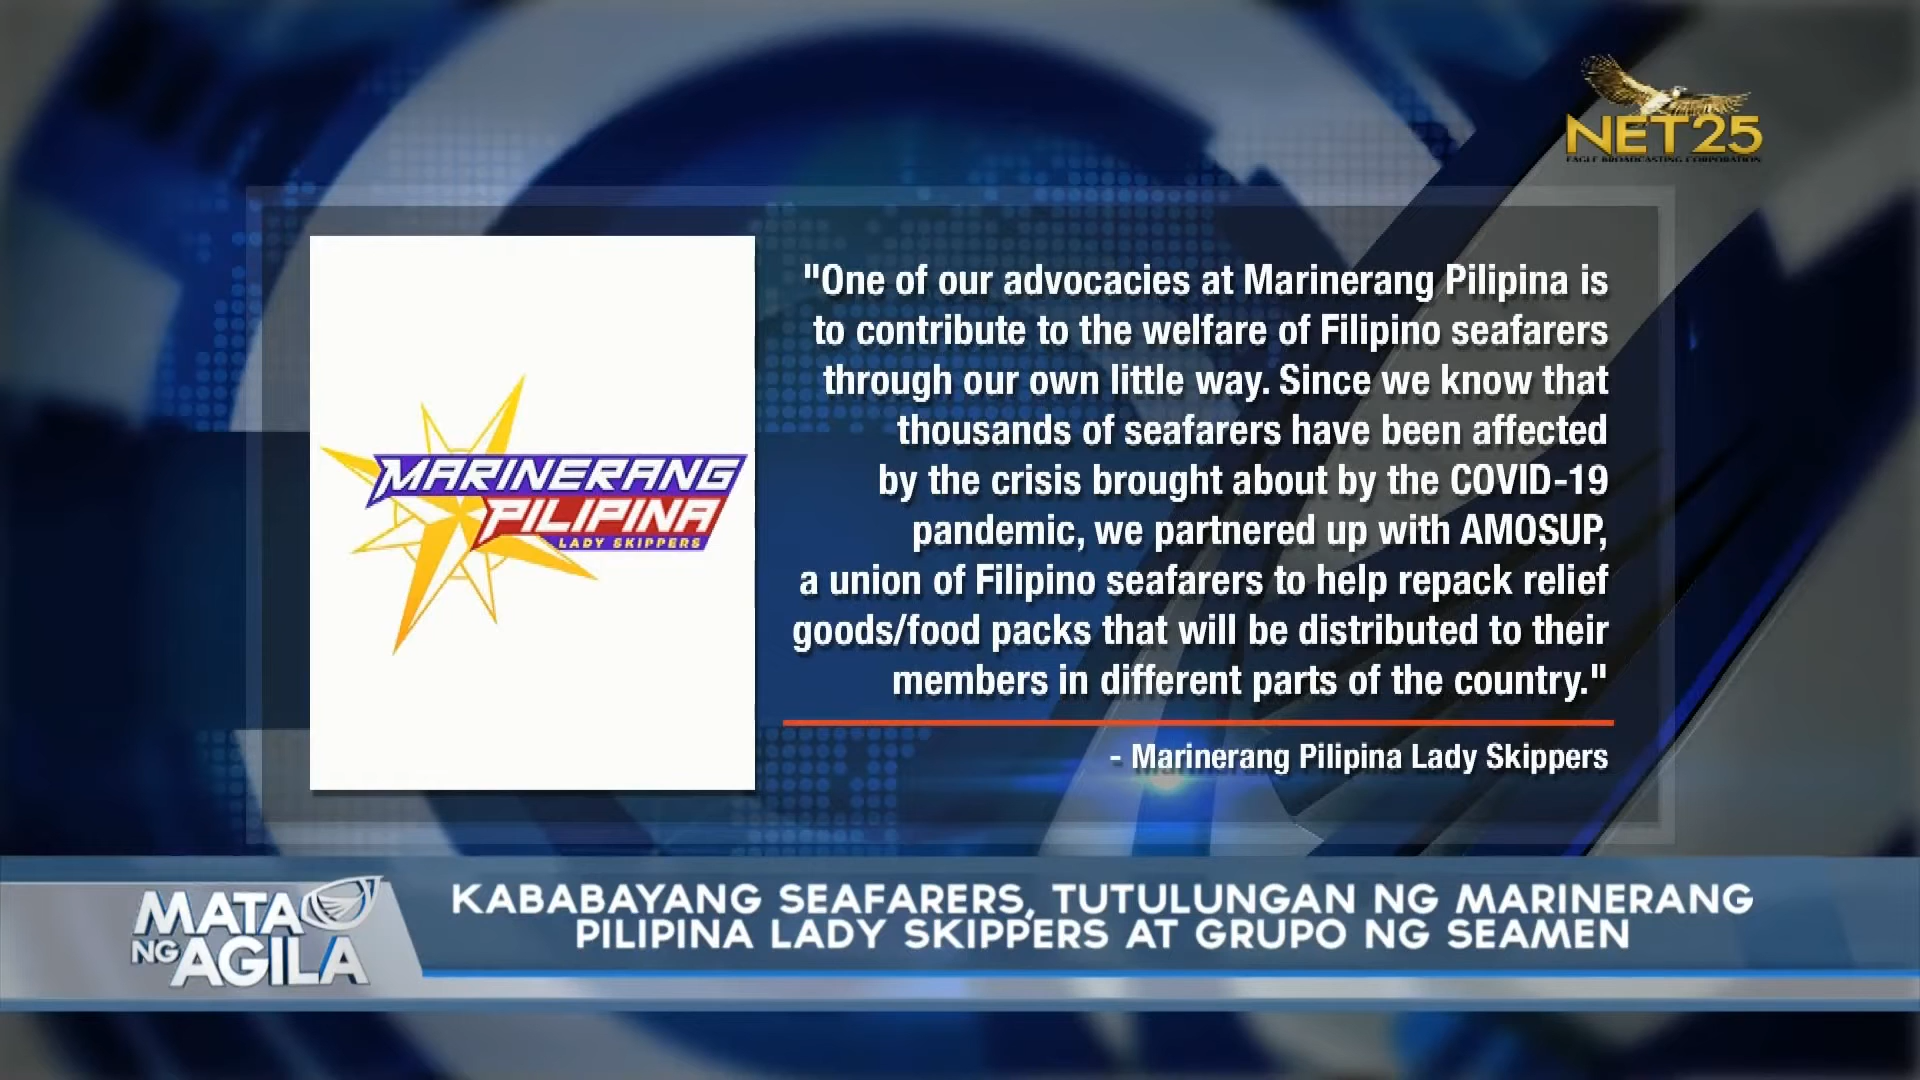 NET25
EAGLE BROADCASTING CORPORATION
MARINERANG
PILIPINA
LADY SKIPPERS
"One of our advocacies at Marinerang Pilipina is
to contribute to the welfare of Filipino seafarers
through our own little way. Since we know that
thousands of seafarers have been affected
by the crisis brought about by the COVID-19
pandemic, we partnered up with AMOSUP,
a union of Filipino seafarers to help repack relief
goods/food packs that will be distributed to their
members in different parts of the country."
- Marinerang Pilipina Lady Skippers
MATA
NG AGILA
KABABAYANG SEAFARERS, TUTULUNGAN NG MARINERANG
PILIPINA LADY SKIPPERS AT GRUPO NG SEAMEN